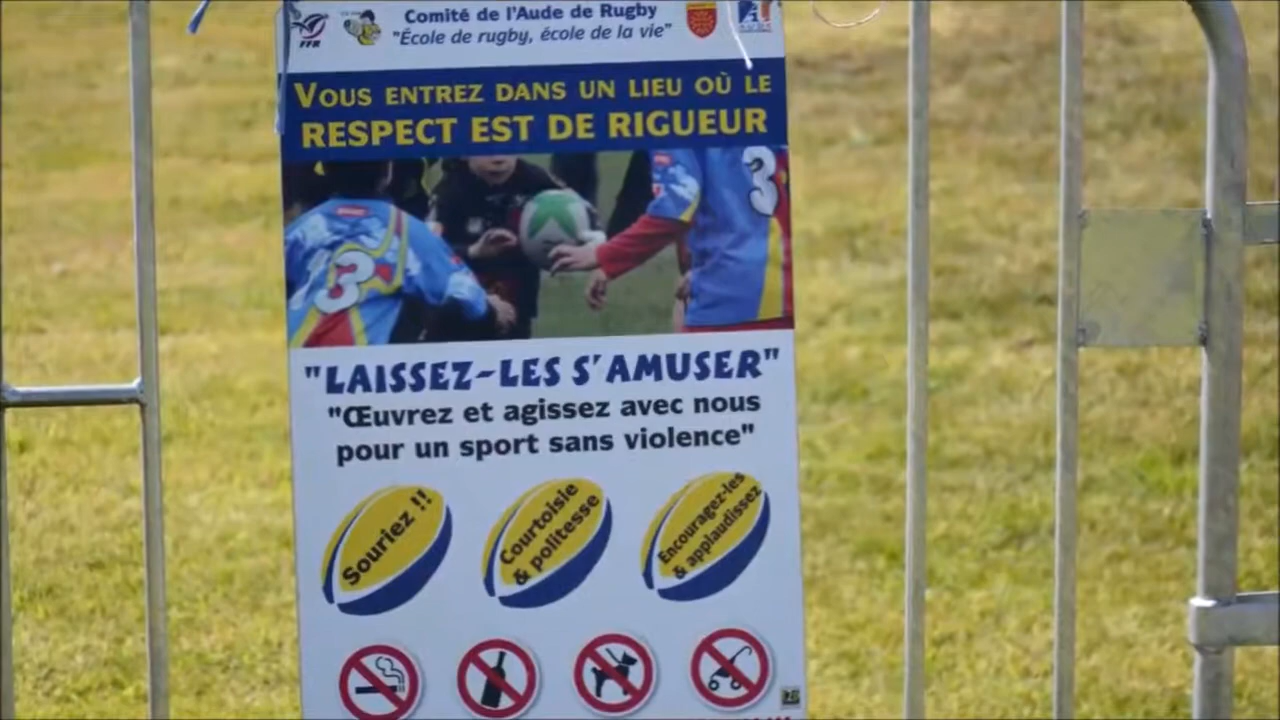 FFR
Comité de l'Aude de Rugby
"École de rugby, école de la vie"
VOUS ENTREZ DANS UN LIEU OÙ LE
RESPECT EST DE RIGUEUR
3
3
"LAISSEZ-LES S'AMUSER"
"Œuvrez et agissez avec nous
pour un sport sans violence"
Souriez !!
Courtoisie
& politesse
Encouragez-les
& applaudissez